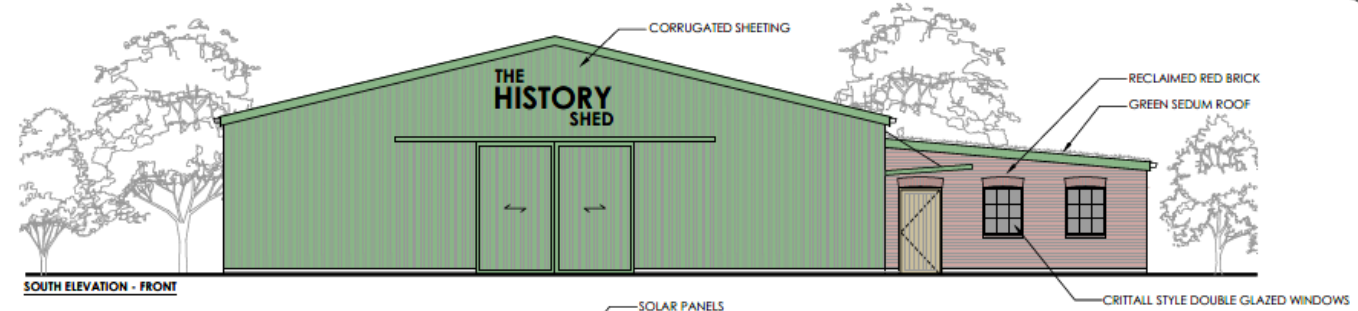 CORRUGATED SHEETING
THE
HISTORY
SHED
RECLAIMED RED BRICK
GREEN SEDUM ROOF
SOUTH ELEVATION - FRONT
CRITTALL STYLE DOUBLE GLAZED WINDOWS
SOLAR PANELS